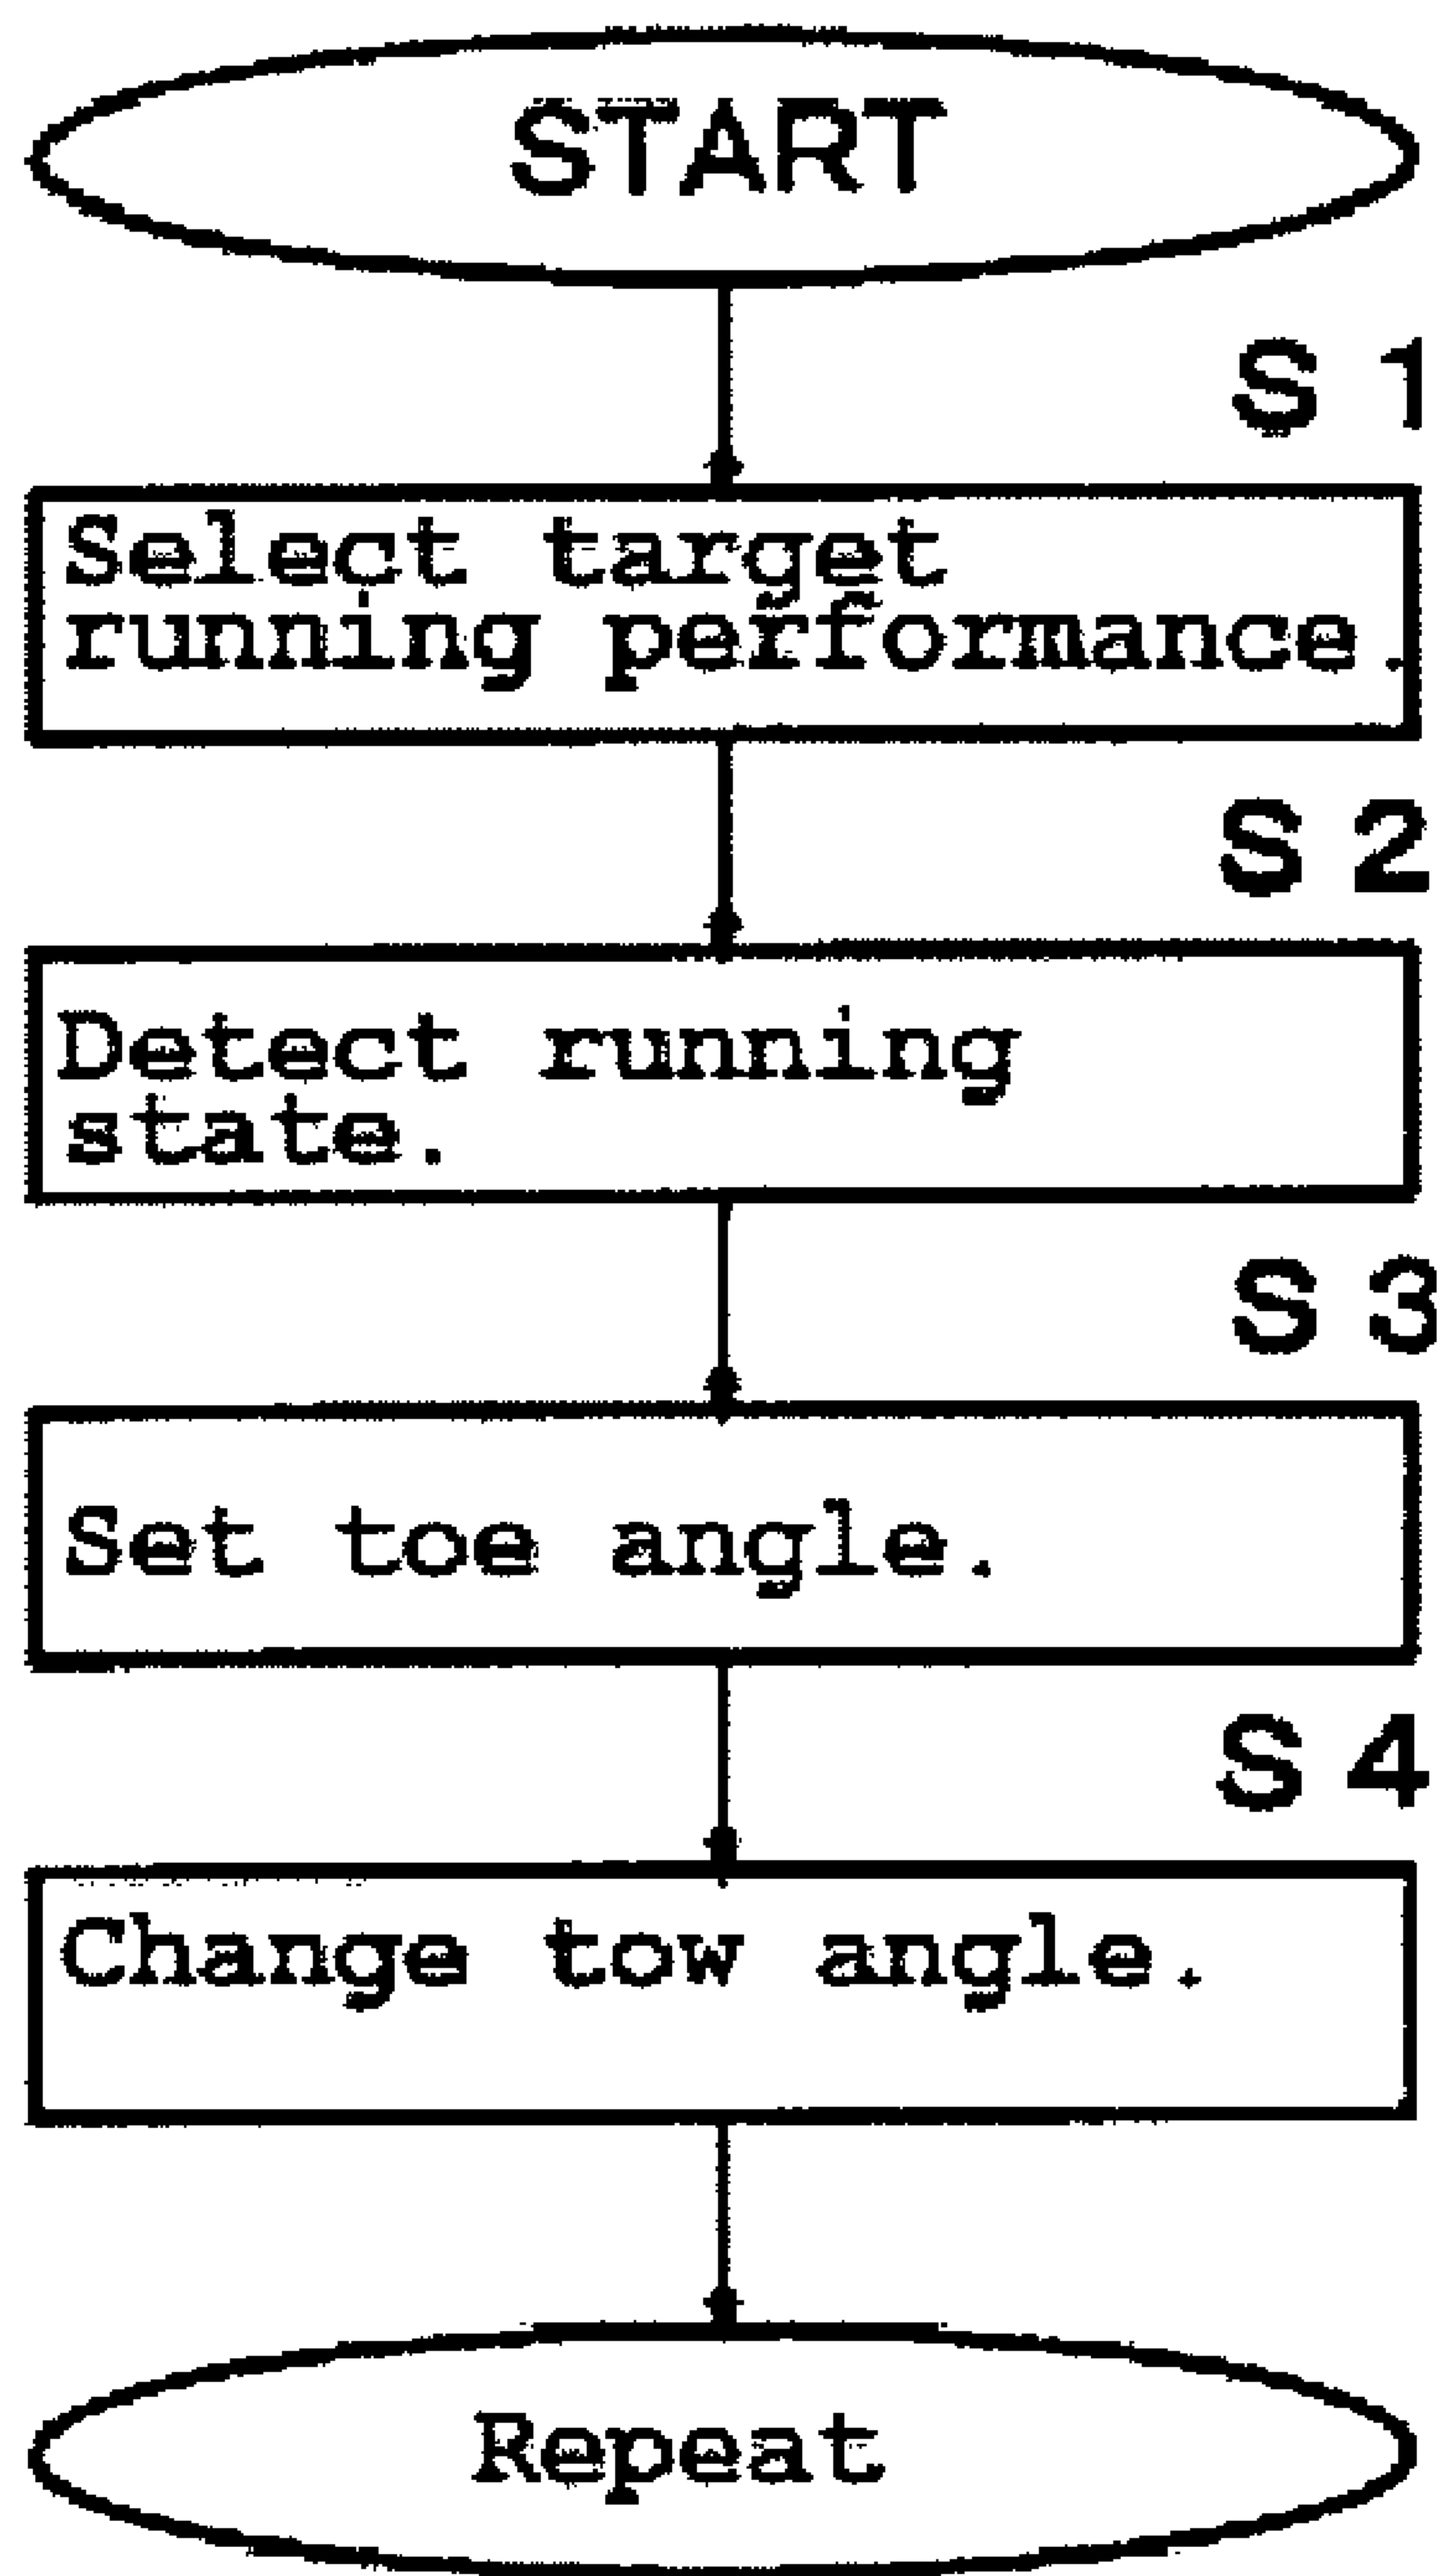 START
S 1
Select target
running performance.
S 2
Detect running
state.
S 3
Set toe angle.
S 4
Change tow angle.
Repeat